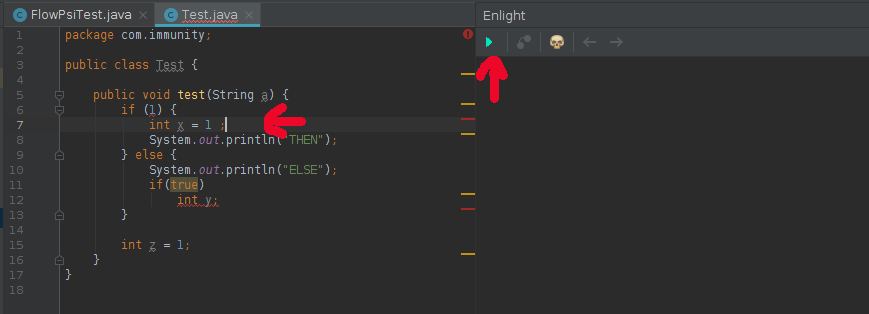 FlowPsiTest.java
Test.java
Enlight
1 package com.immunity;
2
3 public class Test {
4
5 public void test(String a) {
6 if (1) {
7 int x = 1 ;
8 System.out.println("THEN");
9 } else {
10 System.out.println("ELSE");
11 if(true)
12 int y;
13 }
14
15 int z = 1;
16 }
17 }
18